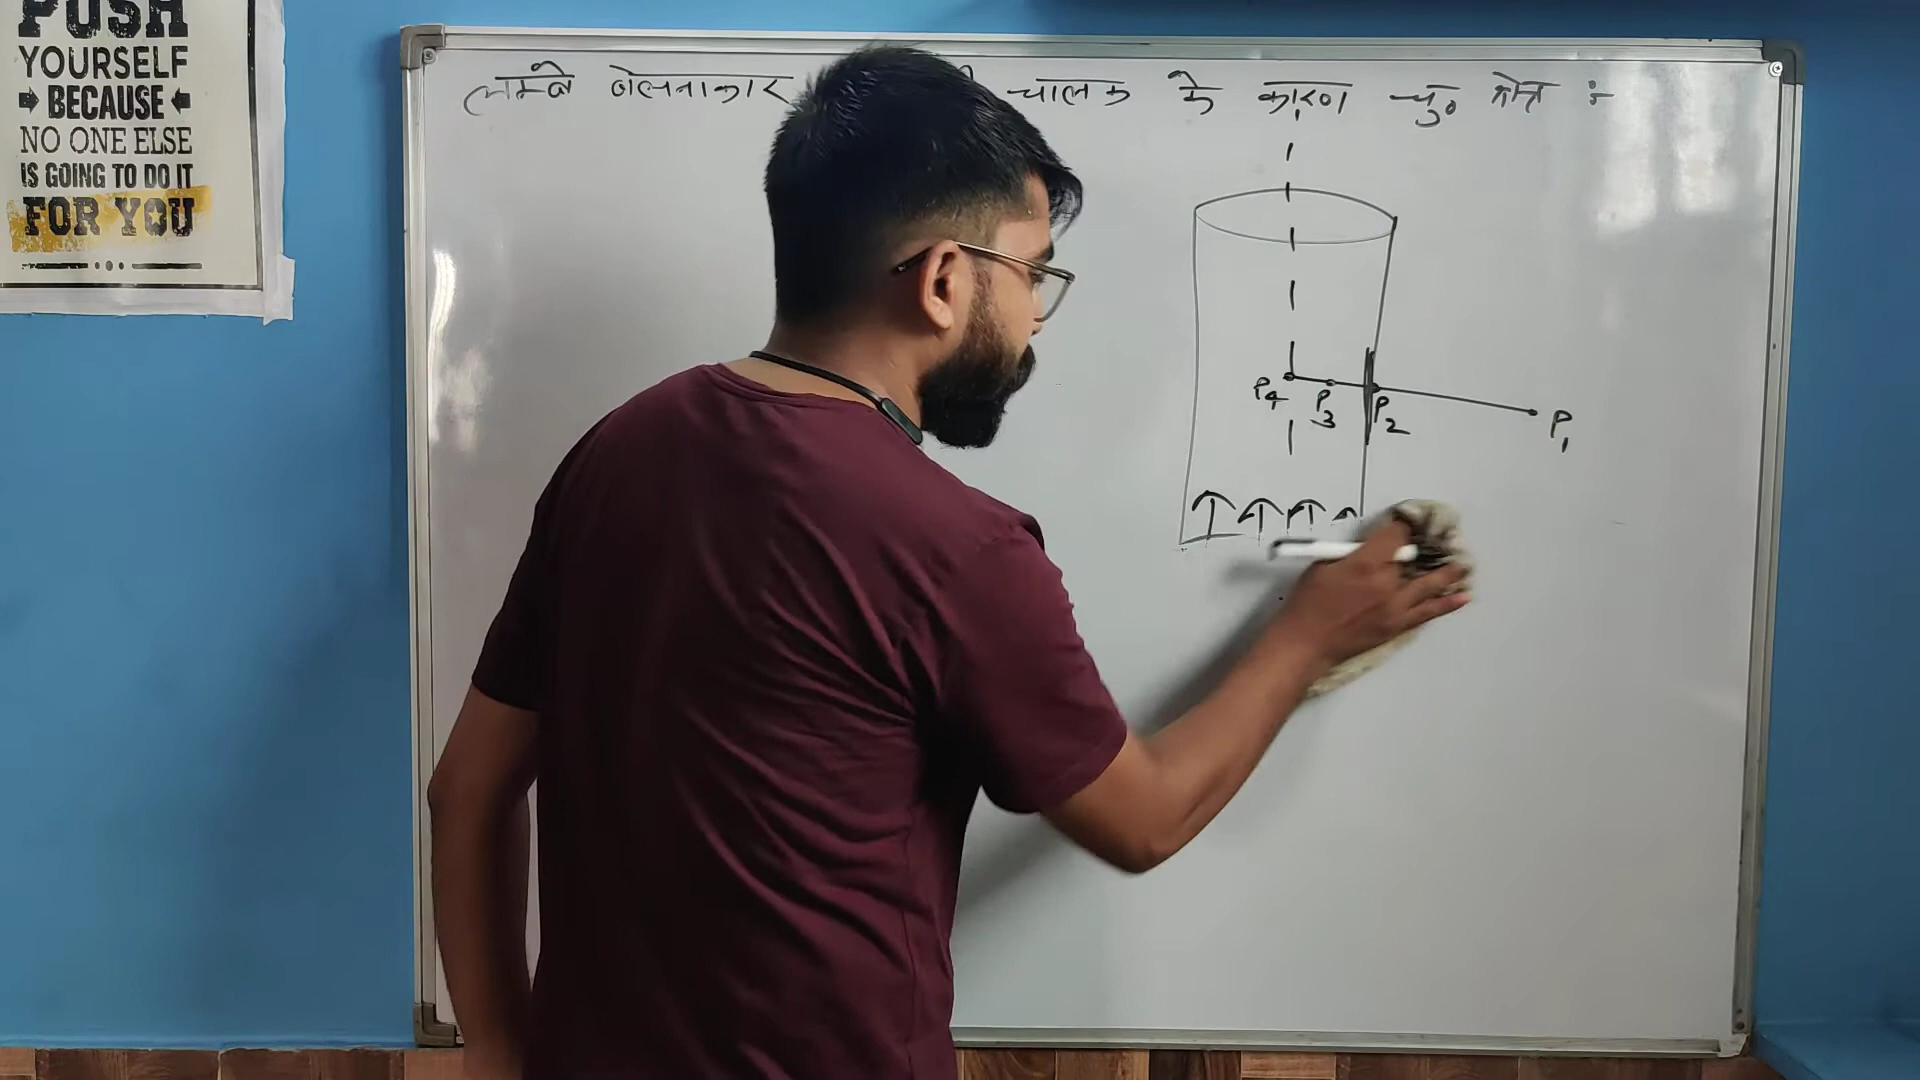 PUSH
YOURSELF
BECAUSE
NO ONE ELSE
IS GOING TO DO IT
FOR YOU
लम्बे बेलनाकार चालक के कारण चु० क्षेत्र :-
P4 P3 P2 P1